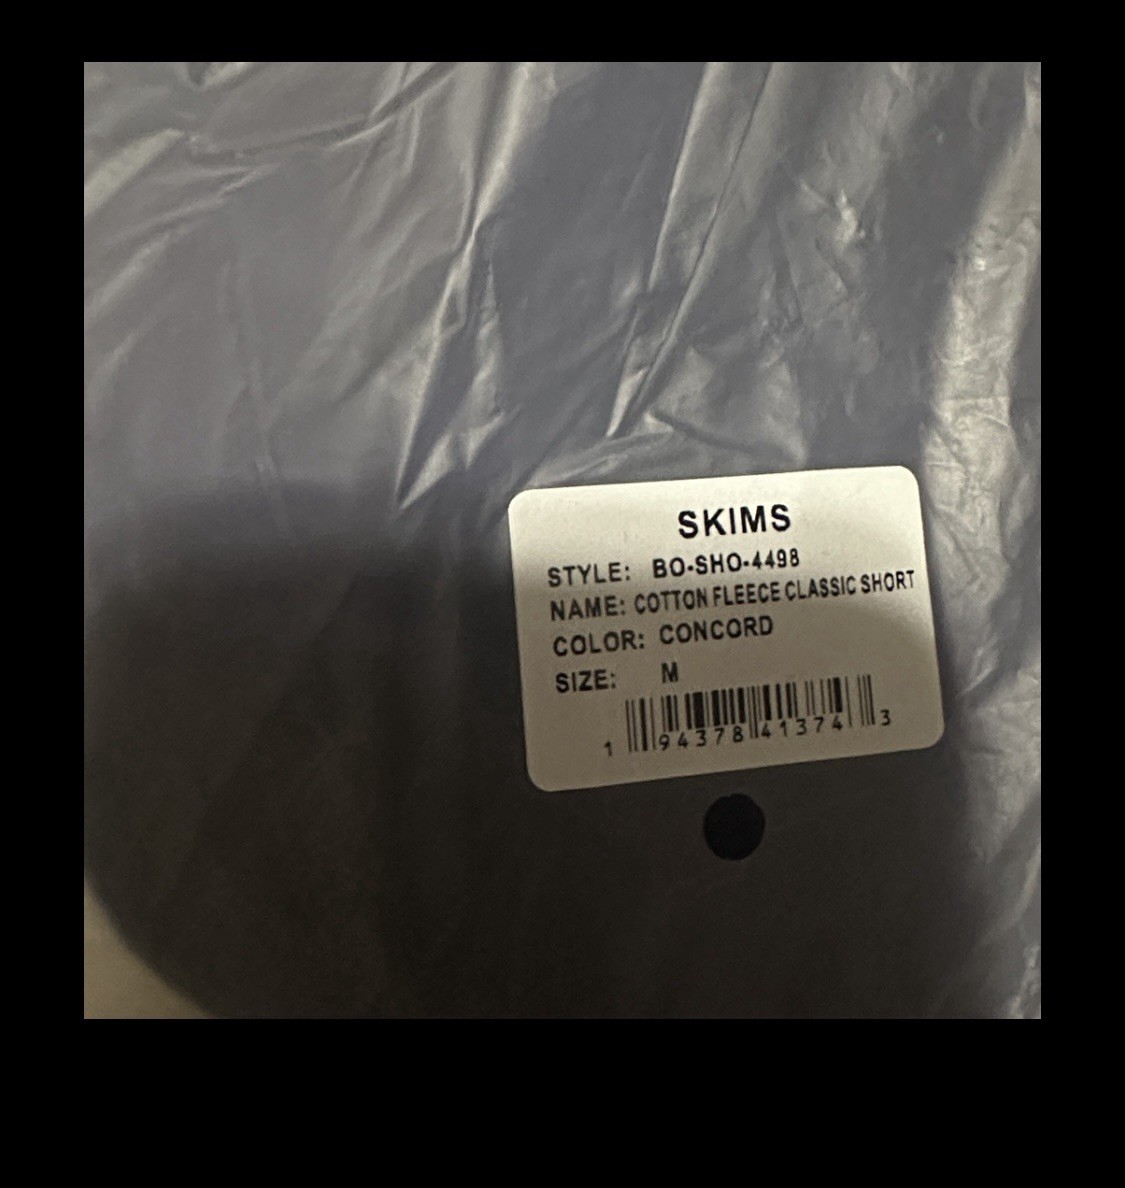 SKIMS
STYLE: BO-SHO-4498
NAME: COTTON FLEECE CLASSIC SHORT
COLOR: CONCORD
SIZE: M
1 94378 41374 3